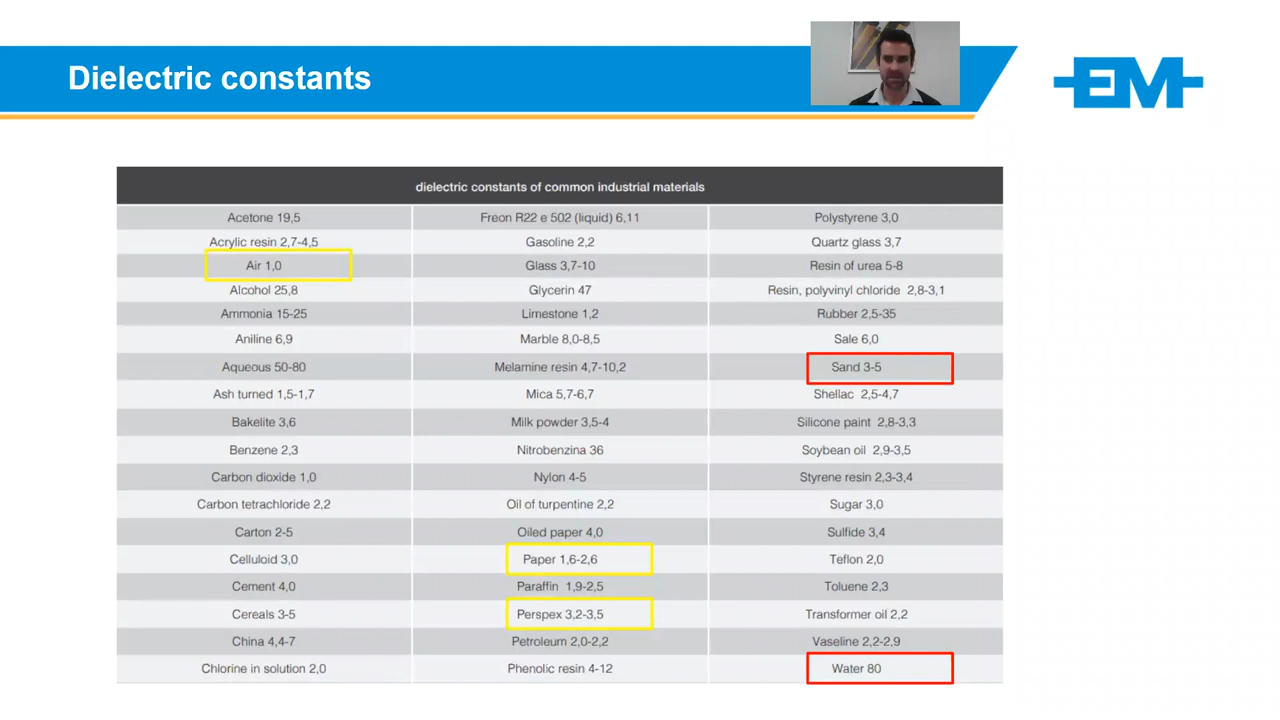 Dielectric constants
EM
dielectric constants of common industrial materials
Acetone 19,5
Freon R22 e 502 (liquid) 6,11
Polystyrene 3,0
Acrylic resin 2,7-4,5
Gasoline 2,2
Quartz glass 3,7
Air 1,0
Glass 3,7-10
Resin of urea 5-8
Alcohol 25,8
Glycerin 47
Resin, polyvinyl chloride 2,8-3,1
Ammonia 15-25
Limestone 1,2
Rubber 2,5-35
Aniline 6,9
Marble 8,0-8,5
Sale 6,0
Aqueous 50-80
Melamine resin 4,7-10,2
Sand 3-5
Ash turned 1,5-1,7
Mica 5,7-6,7
Shellac 2,5-4,7
Bakelite 3,6
Milk powder 3,5-4
Silicone paint 2,8-3,3
Benzene 2,3
Nitrobenzina 36
Soybean oil 2,9-3,5
Carbon dioxide 1,0
Nylon 4-5
Styrene resin 2,3-3,4
Carbon tetrachloride 2,2
Oil of turpentine 2,2
Sugar 3,0
Carton 2-5
Oiled paper 4,0
Sulfide 3,4
Celluloid 3,0
Paper 1,6-2,6
Teflon 2,0
Cement 4,0
Paraffin 1,9-2,5
Toluene 2,3
Cereals 3-5
Perspex 3,2-3,5
Transformer oil 2,2
China 4,4-7
Petroleum 2,0-2,2
Vaseline 2,2-2,9
Chlorine in solution 2,0
Phenolic resin 4-12
Water 80